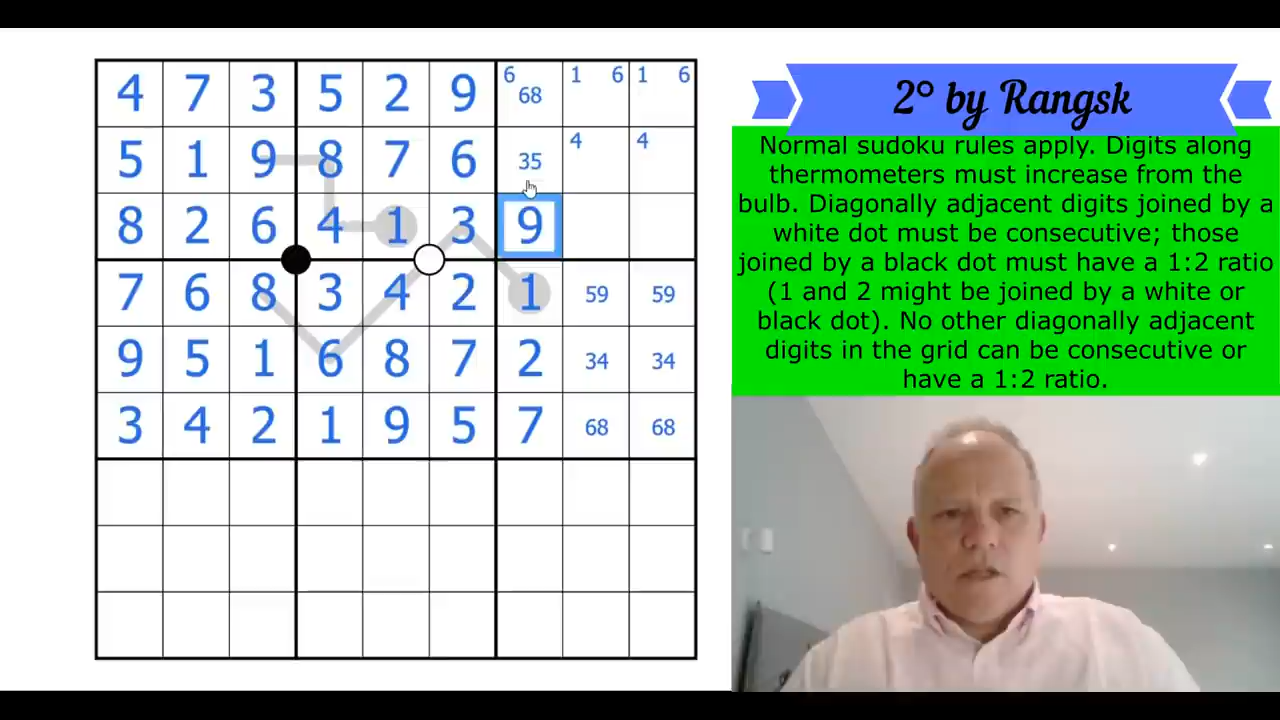 2° by Rangsk
Normal sudoku rules apply. Digits along
thermometers must increase from the
bulb. Diagonally adjacent digits joined by a
white dot must be consecutive; those
joined by a black dot must have a 1:2 ratio
(1 and 2 might be joined by a white or
black dot). No other diagonally adjacent
digits in the grid can be consecutive or
have a 1:2 ratio.
4 7 3 5 2 9 6 68 1 6 1 6
5 1 9 8 7 6 35 4 4
8 2 6 4 1 3 9
7 6 8 3 4 2 1 59 59
9 5 1 6 8 7 2 34 34
3 4 2 1 9 5 7 68 68